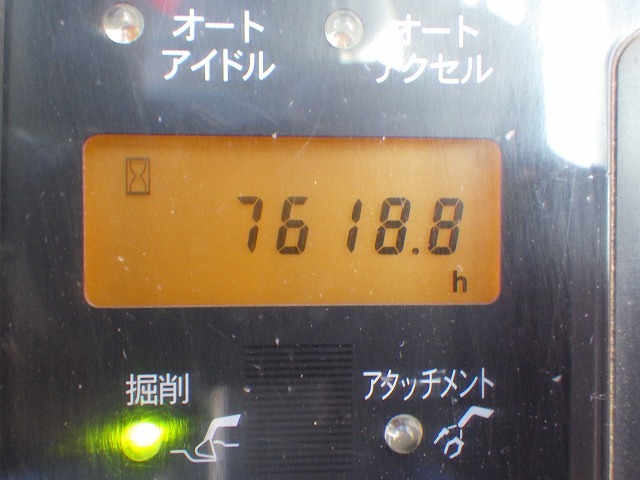 オート
アイドル
オート
アクセル
7618.8
h
掘削
アタッチメント